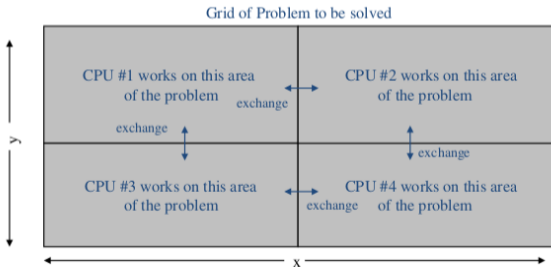 Grid of Problem to be solved
CPU #1 works on this area
of the problem
exchange
CPU #2 works on this area
of the problem
exchange
exchange
y
CPU #3 works on this area
of the problem
exchange
CPU #4 works on this area
of the problem
x